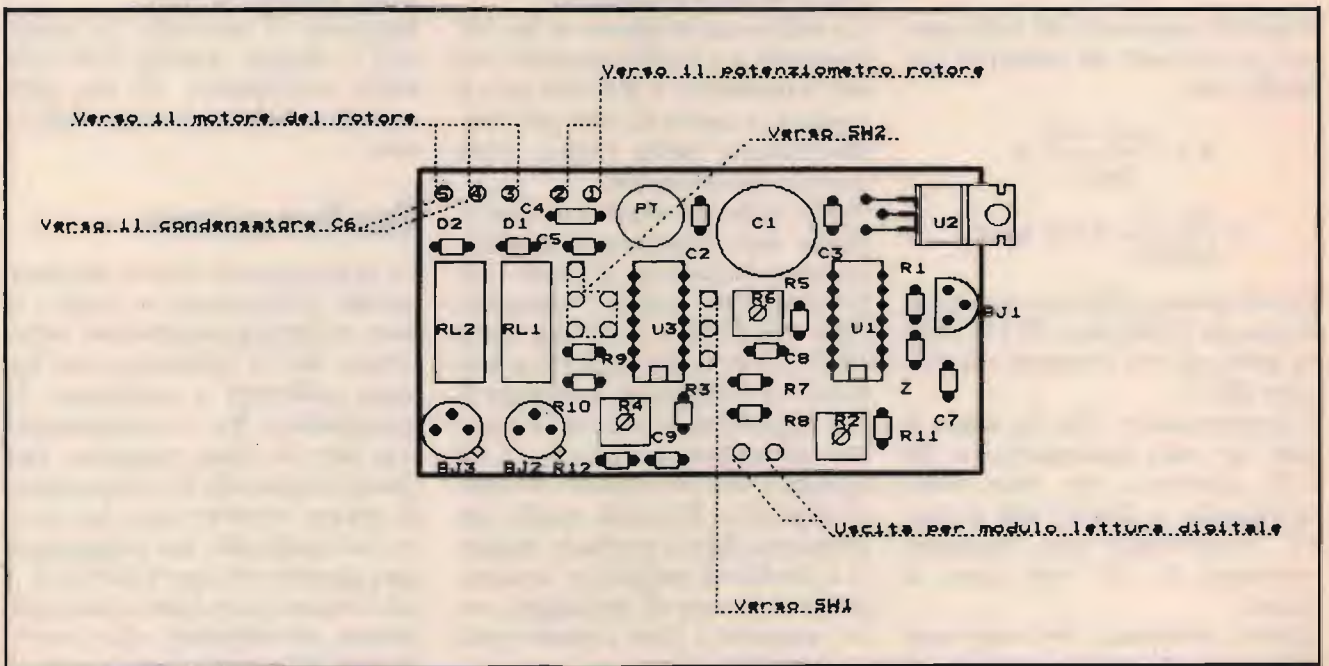 Verso il potenziometro rotore
Verso il motore del rotore
Verso SW2
5 4 3 2 1
C4
PT
C1
U2
Verso il condensatore C6
D2 D1
C5
C2
C3
R1
R5
R6
RL2 RL1
U3
U1
BJ1
R9
C8
R10
R4
R3
R7
Z
C7
R8
R2
R11
C9
BJ3 BJ2 R12
Uscita per modulo lettura digitale
Verso SW1